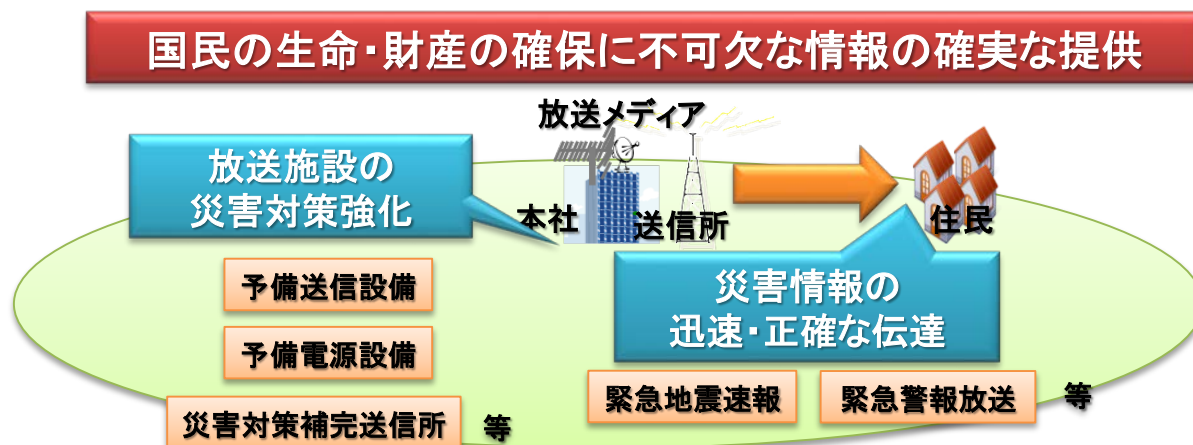 国民の生命・財産の確保に不可欠な情報の確実な提供
放送メディア
放送施設の
災害対策強化
本社
送信所
住民
予備送信設備
予備電源設備
災害対策補完送信所 等
災害情報の
迅速・正確な伝達
緊急地震速報
緊急警報放送 等